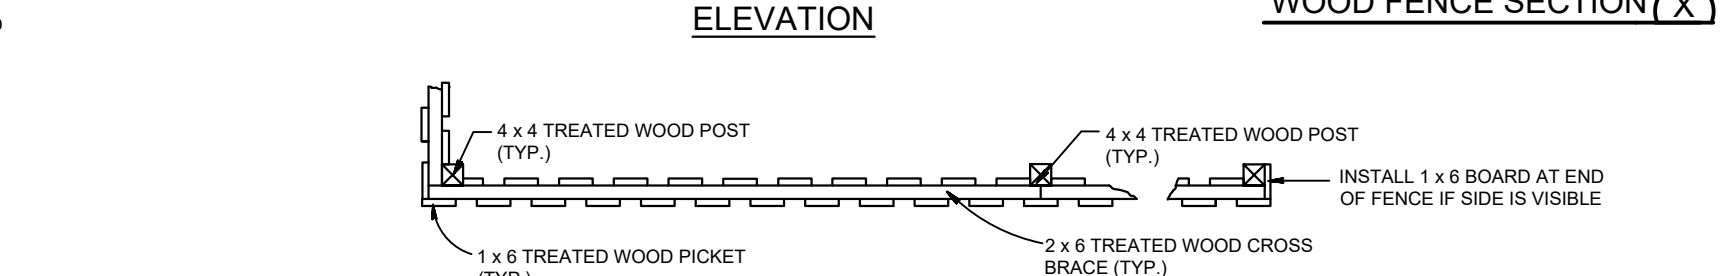 ELEVATION
WOOD FENCE SECTION X
4 x 4 TREATED WOOD POST
(TYP.)
4 x 4 TREATED WOOD POST
(TYP.)
INSTALL 1 x 6 BOARD AT END
OF FENCE IF SIDE IS VISIBLE
1 x 6 TREATED WOOD PICKET
(TYP.)
2 x 6 TREATED WOOD CROSS
BRACE (TYP.)